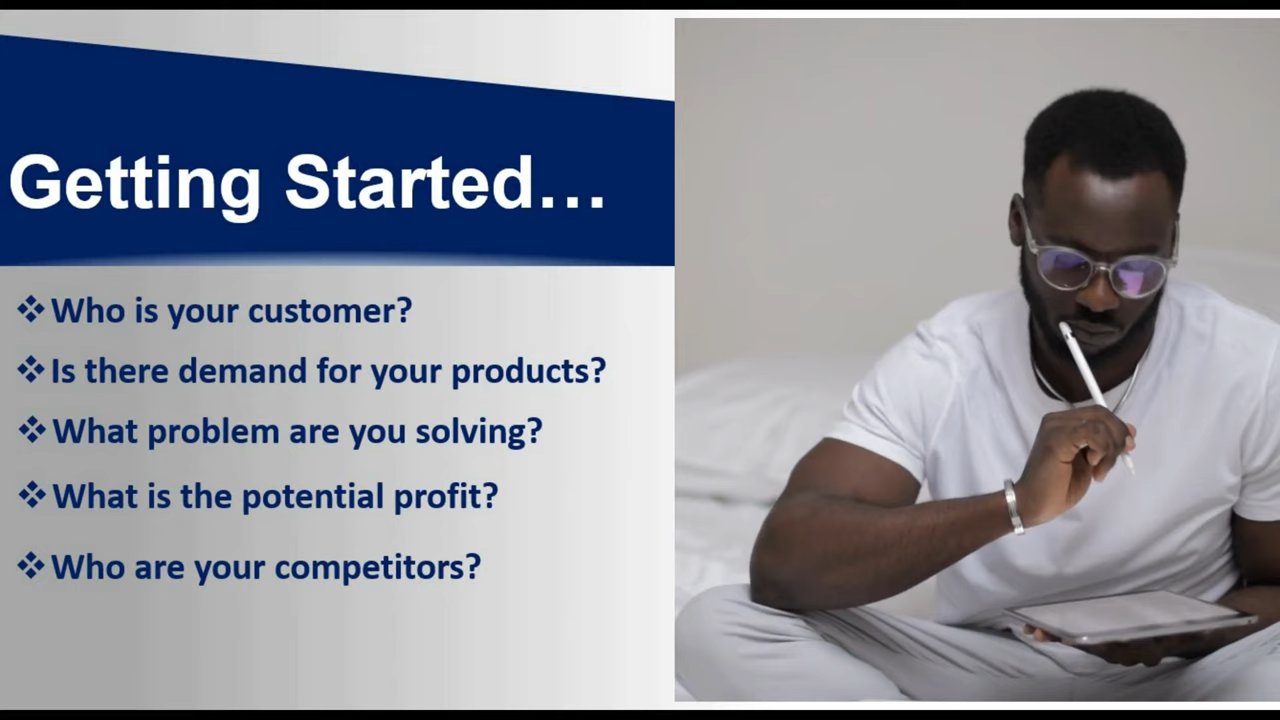 Getting Started…
❖Who is your customer?
❖Is there demand for your products?
❖What problem are you solving?
❖What is the potential profit?
❖Who are your competitors?